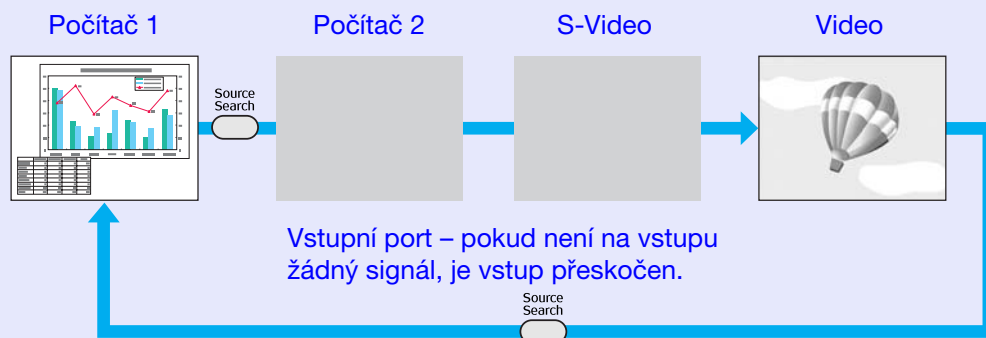 Počítač 1
Počítač 2
S-Video
Video
Source
Search
Vstupní port – pokud není na vstupu
žádný signál, je vstup přeskočen.
Source
Search